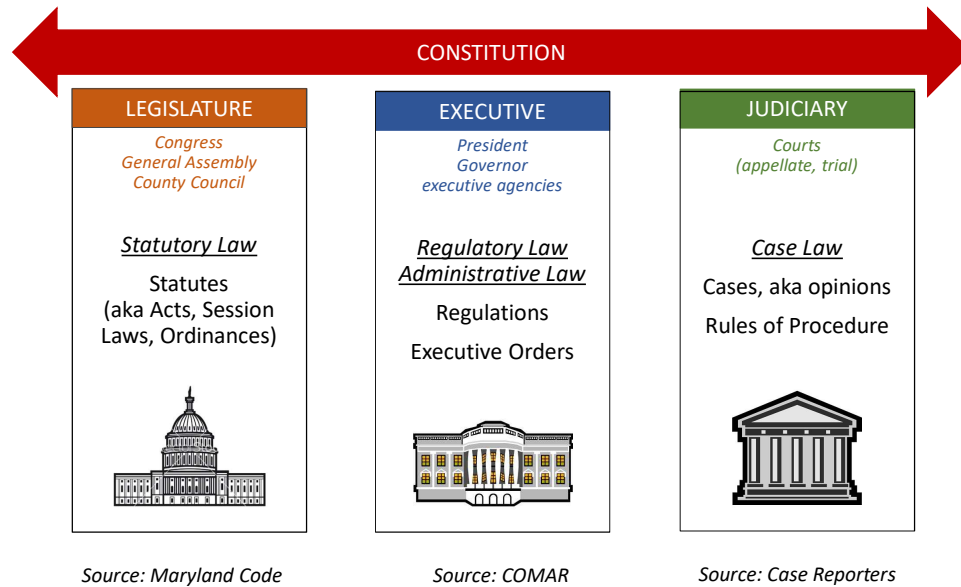 CONSTITUTION
LEGISLATURE
Congress
General Assembly
County Council
Statutory Law
Statutes
(aka Acts, Session
Laws, Ordinances)
Source: Maryland Code
EXECUTIVE
President
Governor
executive agencies
Regulatory Law
Administrative Law
Regulations
Executive Orders
Source: COMAR
JUDICIARY
Courts
(appellate, trial)
Case Law
Cases, aka opinions
Rules of Procedure
Source: Case Reporters